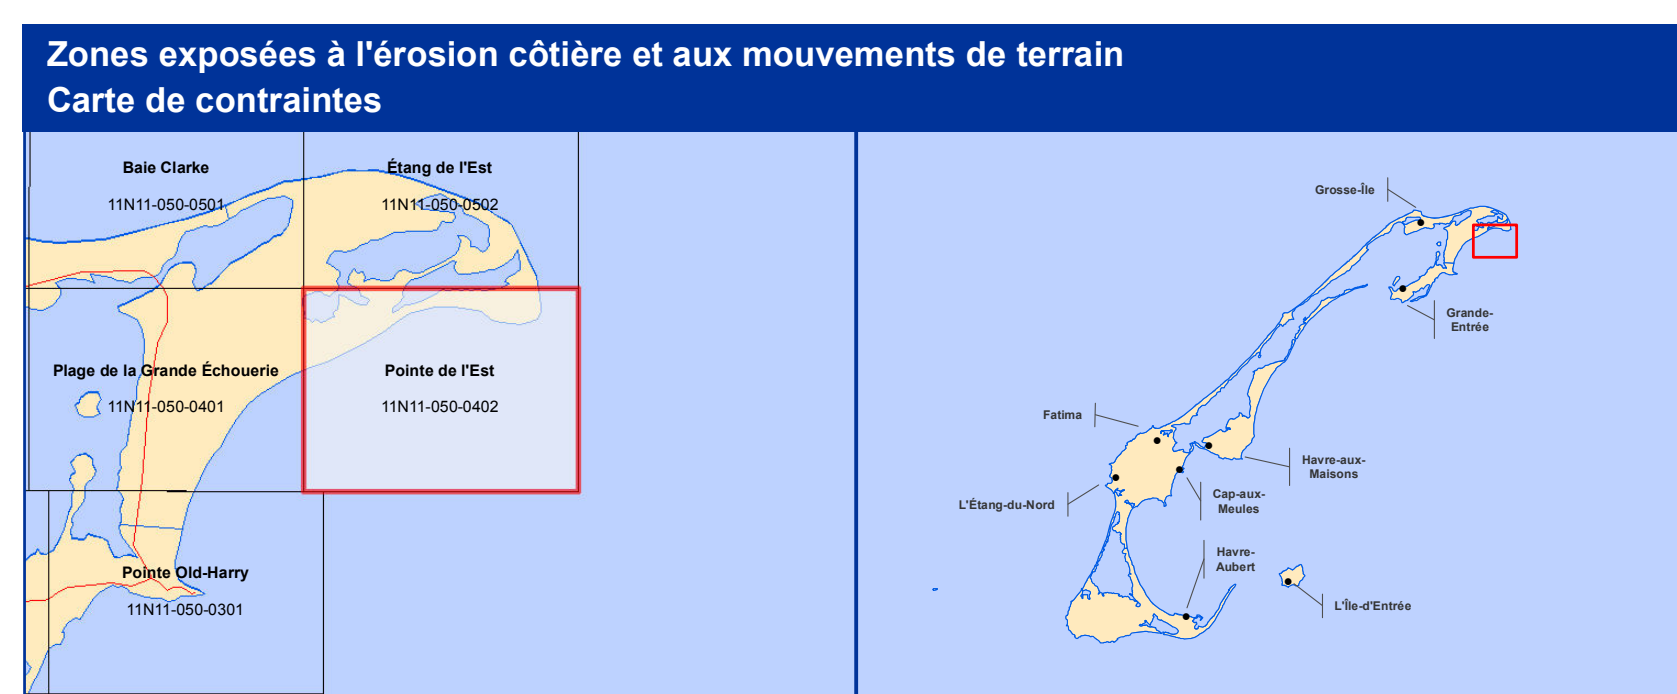 Zones exposées à l'érosion côtière et aux mouvements de terrain
Carte de contraintes
Baie Clarke
11N11-050-0501
Étang de l'Est
11N11-050-0502
Plage de la Grande Échouerie
11N11-050-0401
Pointe de l'Est
11N11-050-0402
Pointe Old-Harry
11N11-050-0301
Grosse-Île
Grande-
Entrée
Fatima
Havre-aux-
Maisons
L'Étang-du-Nord
Cap-aux-
Meules
Havre-
Aubert
L'Île-d'Entrée